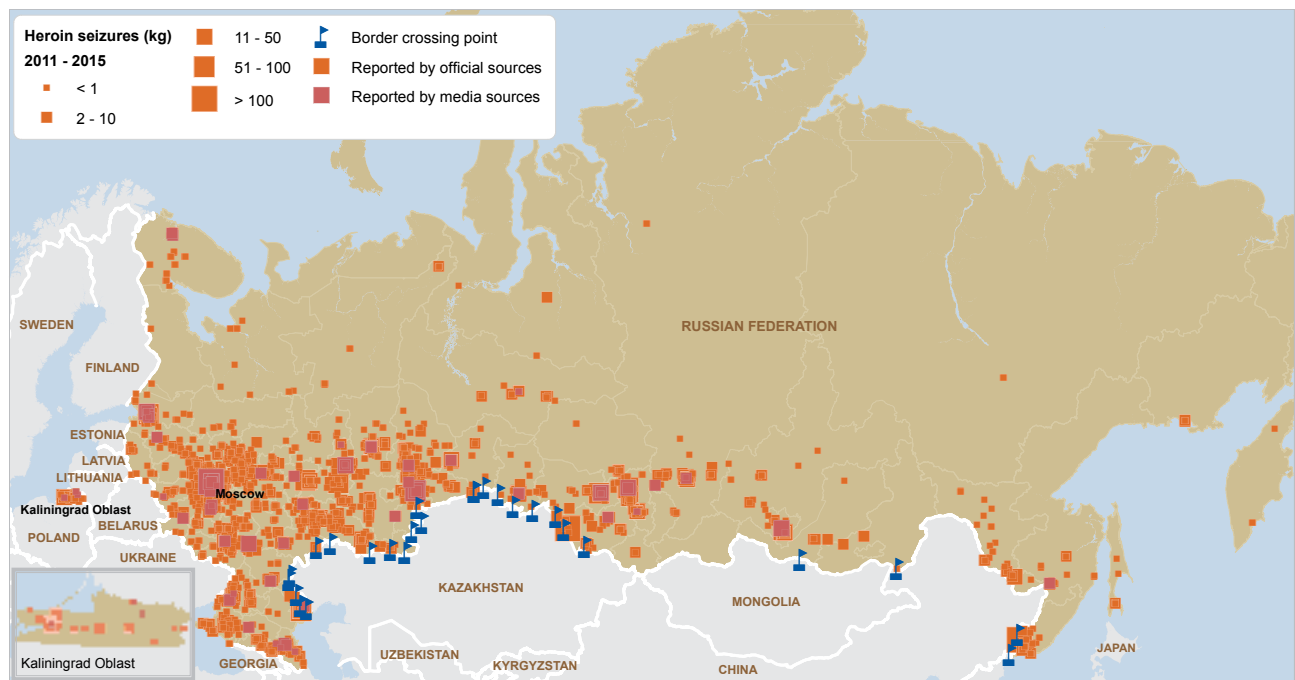 Heroin seizures (kg)
2011 - 2015
< 1
2 - 10
11 - 50
51 - 100
> 100
Border crossing point
Reported by official sources
Reported by media sources
SWEDEN
FINLAND
RUSSIAN FEDERATION
ESTONIA
LATVIA
LITHUANIA
Moscow
Kaliningrad Oblast
BELARUS
POLAND
UKRAINE
KAZAKHSTAN
MONGOLIA
JAPAN
UZBEKISTAN
KYRGYZSTAN
CHINA
GEORGIA
Kaliningrad Oblast